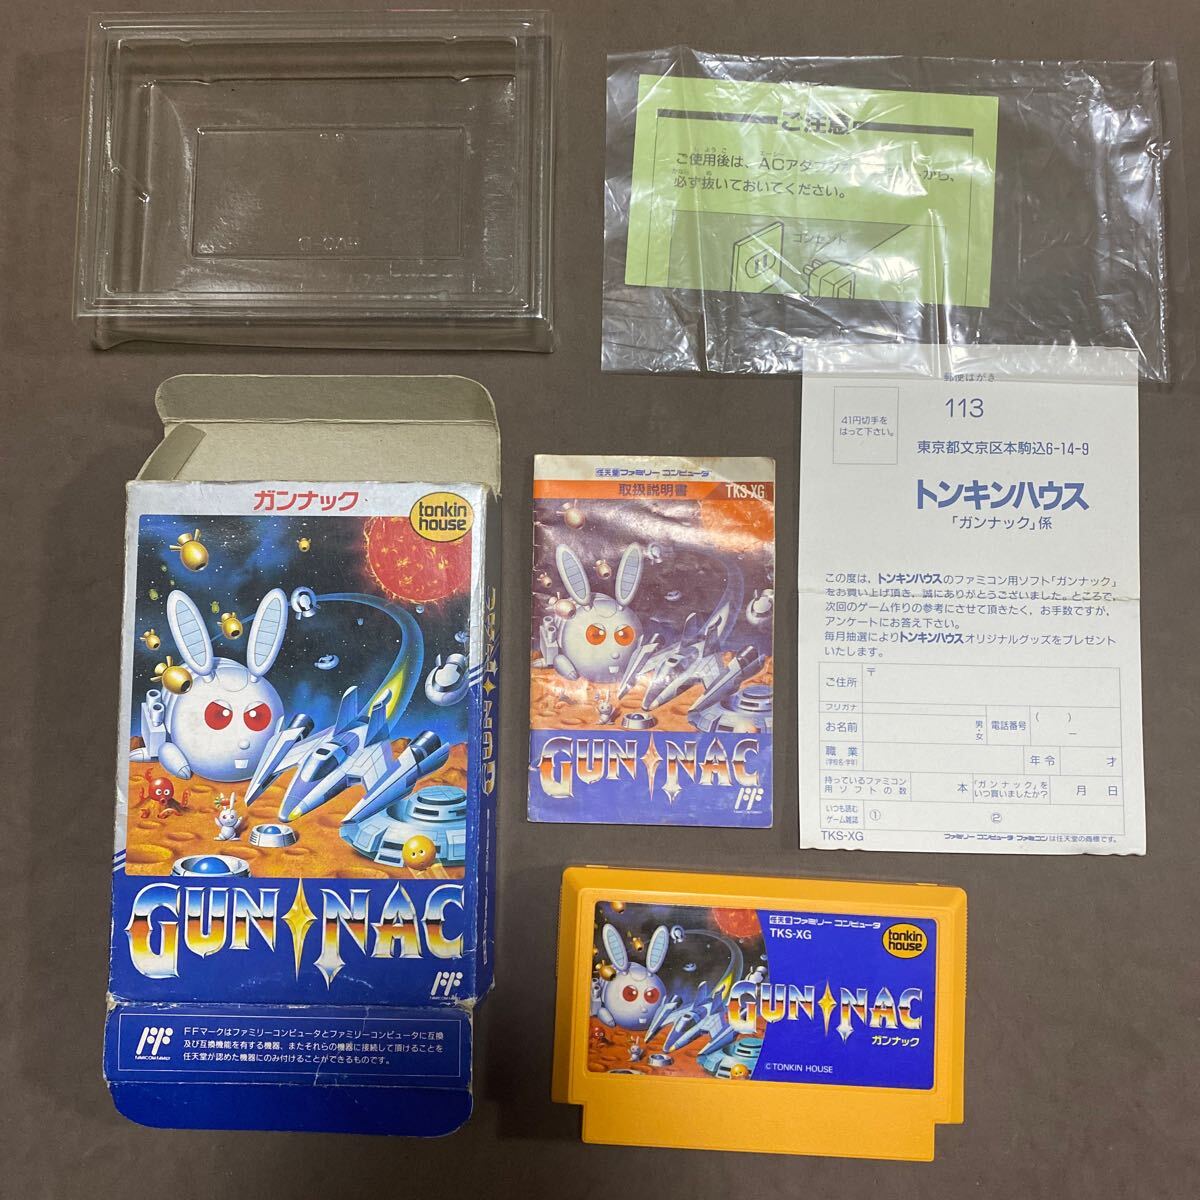 ご注意
ご使用後は、ACアダプタ
から、
必ず抜いておいてください。
コンセント
郵便はがき
41円切手を
はって下さい。
113
東京都文京区本駒込6-14-9
トンキンハウス
「ガンナック」係
この度は、トンキンハウスのファミコン用ソフト「ガンナック」
をお買い上げ頂き、誠にありがとうございました。ところで、
次回のゲーム作りの参考にさせて頂きたく、お手数ですが、
アンケートにお答え下さい。
毎月抽選によりトンキンハウスオリジナルグッズをプレゼント
いたします。
ご住所 〒
フリガナ
お名前 男・女 電話番号 ( ) ー
職業 (学校名・学年) 年令 才
持っているファミコン
用ソフトの数 本 「ガンナック」を
いつ買いましたか? 月 日
いつも読む
ゲーム雑誌 ① ②
TKS-XG ファミリーコンピュータ ファミコンは任天堂の商標です。
ガンナック
tonkin
house
GUN NAC
FF
FAMICOM FAMILY
FFマークはファミリーコンピュータとファミリーコンピュータに互換
及び互換機能を有する機器、またそれらの機器に接続して頂けることを
任天堂が認めた機器にのみ付けることができるものです。
FF
FAMICOM FAMILY
任天堂 ファミリー コンピュータ
取扱説明書 TKS-XG
GUN NAC
FF
任天堂 ファミリー コンピュータ
TKS-XG
tonkin
house
GUN NAC
ガンナック
©TONKIN HOUSE